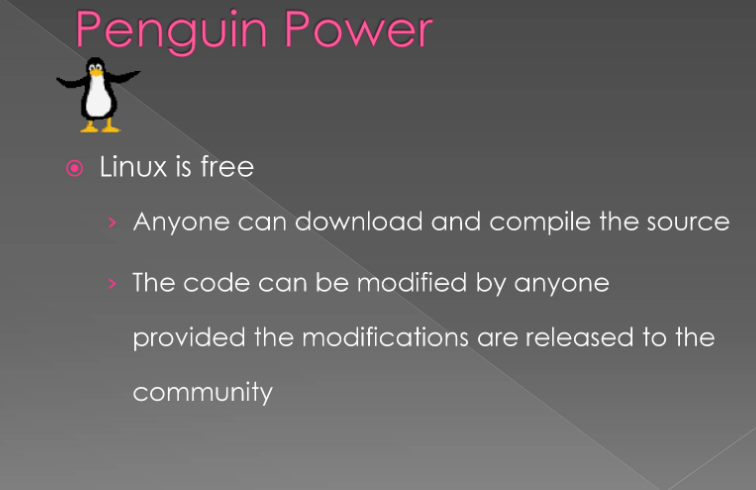 Penguin Power
Linux is free
Anyone can download and compile the source
The code can be modified by anyone
provided the modifications are released to the
community